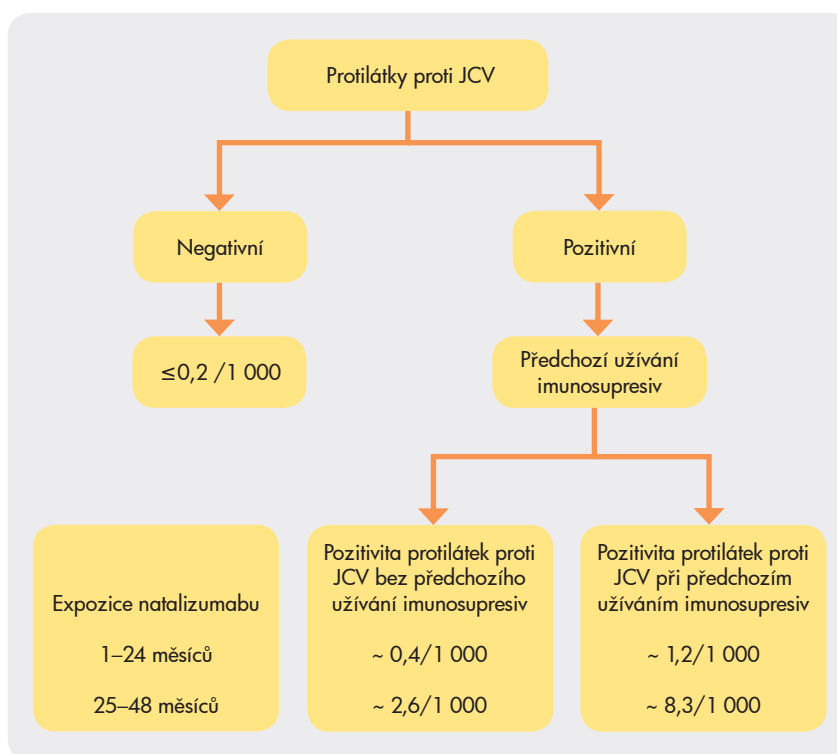 Protilátky proti JCV
Negativní
Pozitivní
≤0,2 /1 000
Předchozí užívání
imunosupresiv
Expozice natalizumabu
1–24 měsíců
25–48 měsíců
Pozitivita protilátek proti
JCV bez předchozího
užívání imunosupresiv
~ 0,4/1 000
~ 2,6/1 000
Pozitivita protilátek proti
JCV při předchozím
užíváním imunosupresiv
~ 1,2/1 000
~ 8,3/1 000